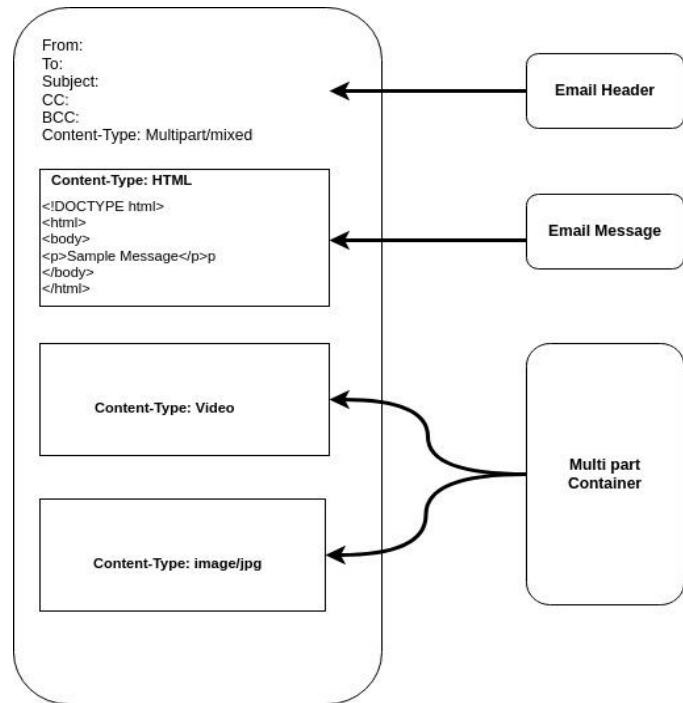 From:
To:
Subject:
CC:
BCC:
Content-Type: Multipart/mixed
Email Header
Content-Type: HTML
<!DOCTYPE html>
<html>
<body>
<p>Sample Message</p>p
</body>
</html>
Email Message
Content-Type: Video
Content-Type: image/jpg
Multi part
Container